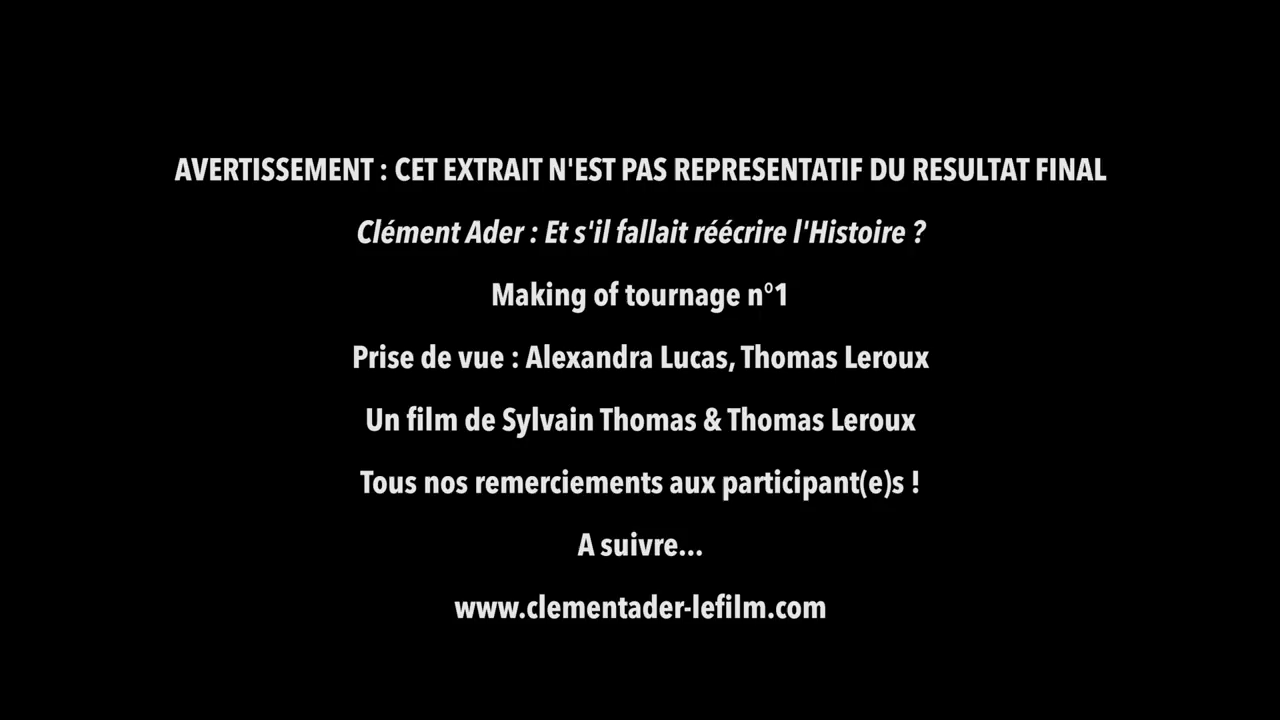 AVERTISSEMENT : CET EXTRAIT N'EST PAS REPRESENTATIF DU RESULTAT FINAL
Clément Ader : Et s'il fallait réécrire l'Histoire ?
Making of tournage n°1
Prise de vue : Alexandra Lucas, Thomas Leroux
Un film de Sylvain Thomas & Thomas Leroux
Tous nos remerciements aux participant(e)s !
A suivre...
www.clementader-lefilm.com